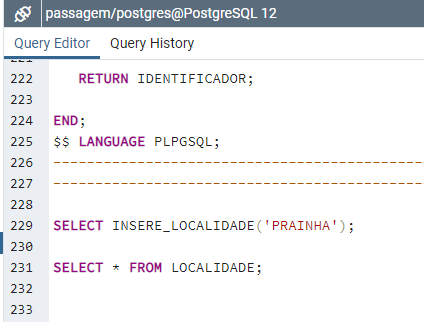 passagem/postgres@PostgreSQL 12
Query Editor Query History
222 RETURN IDENTIFICADOR;
223
224 END;
225 $$ LANGUAGE PLPGSQL;
226 --------------------------------------------
227 --------------------------------------------
228
229 SELECT INSERE_LOCALIDADE('PRAINHA');
230
231 SELECT * FROM LOCALIDADE;
232
233